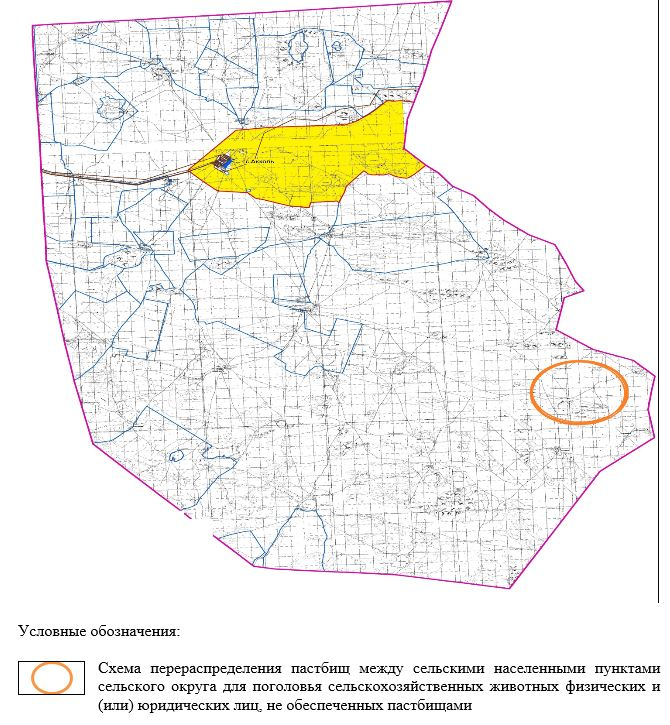 с. Акколь
Условные обозначения:
Схема перераспределения пастбищ между сельскими населенными пунктами
сельского округа для поголовья сельскохозяйственных животных физических и
(или) юридических лиц, не обеспеченных пастбищами